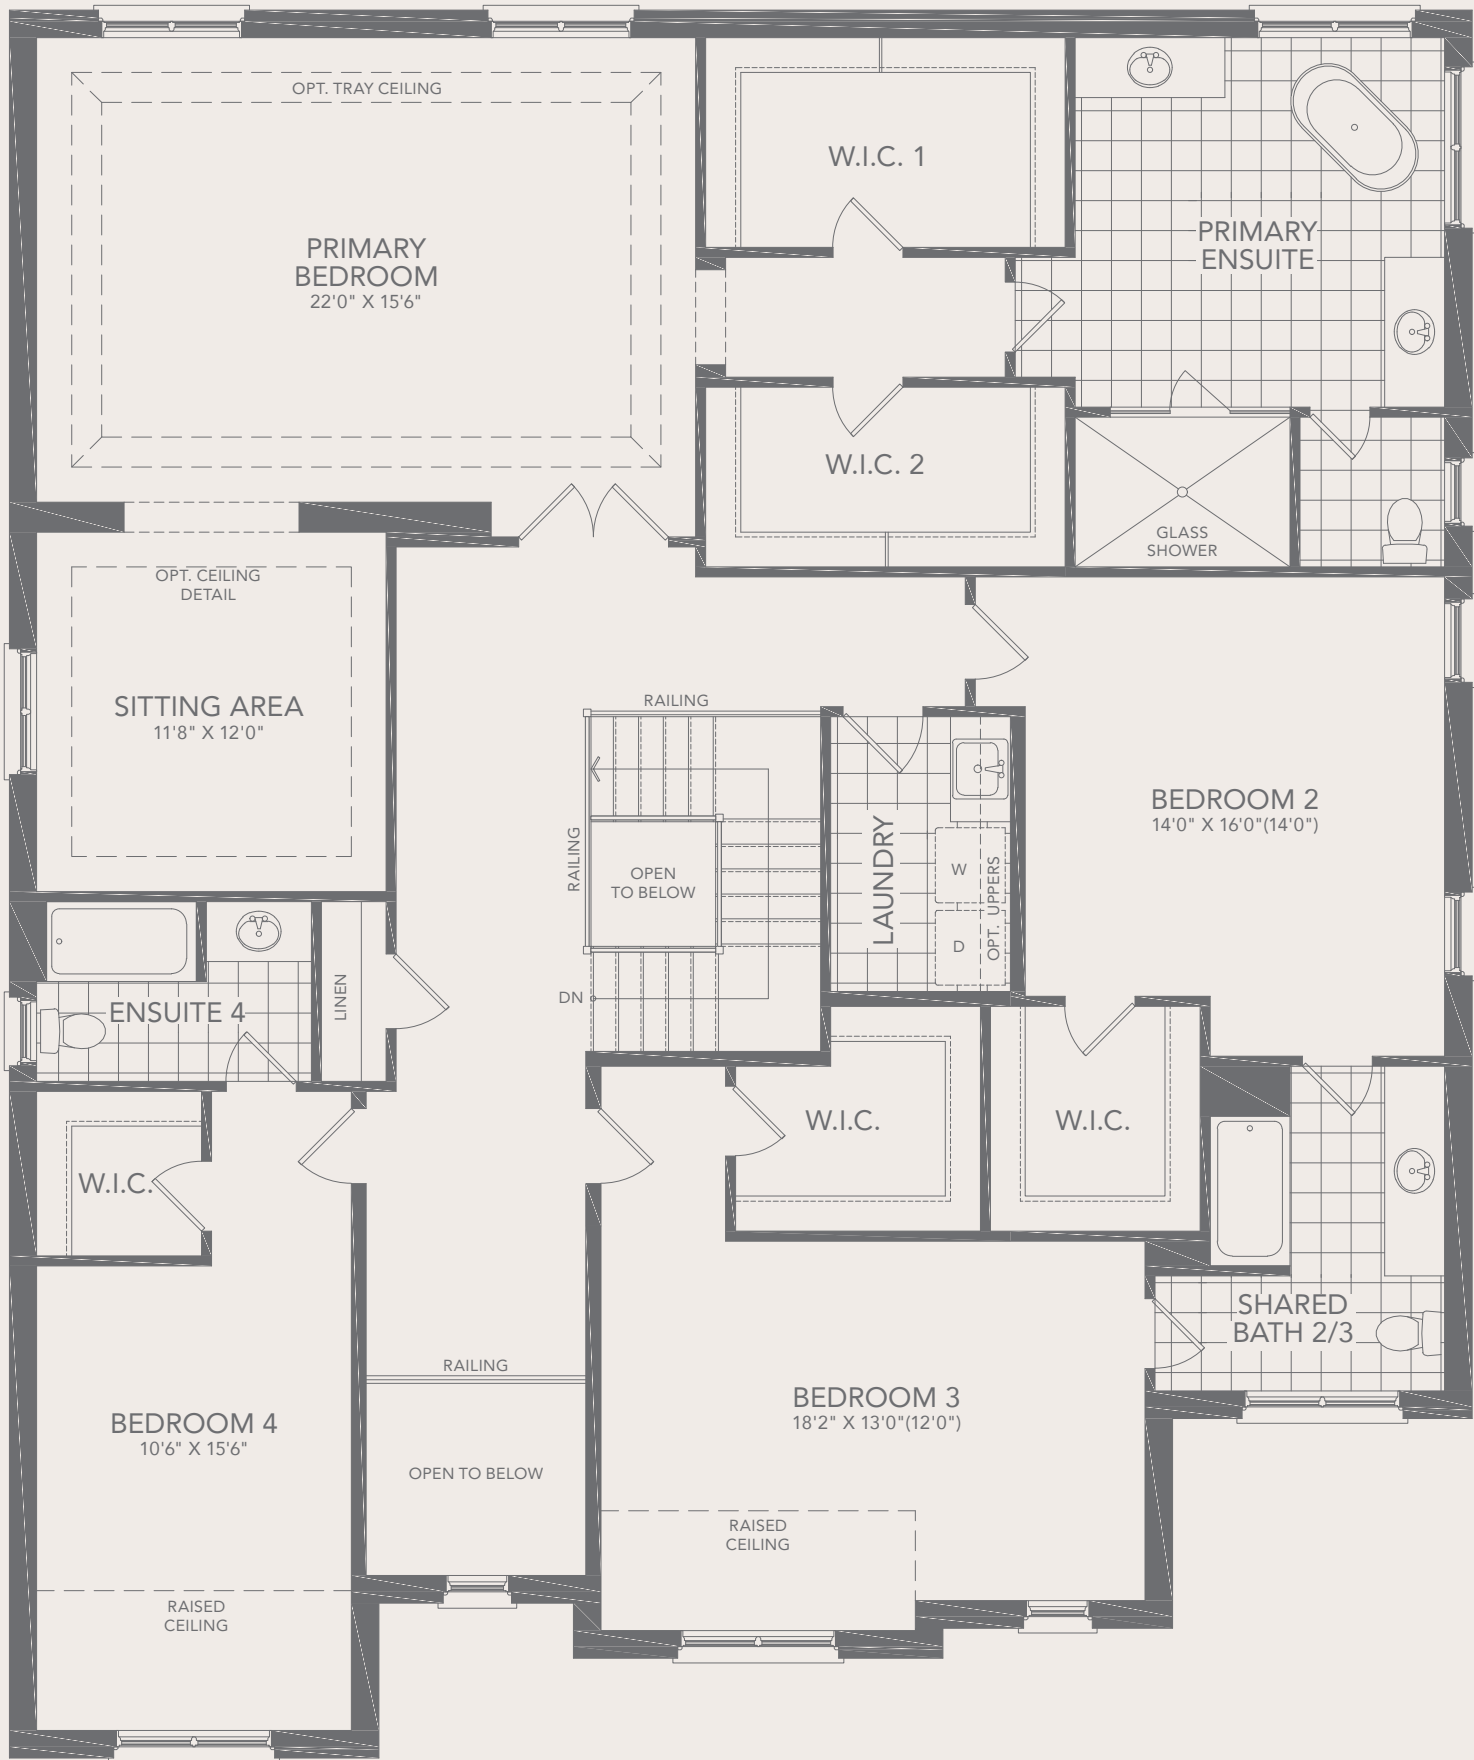 OPT. TRAY CEILING
W.I.C. 1
PRIMARY
BEDROOM
22'0" X 15'6"
PRIMARY
ENSUITE
W.I.C. 2
GLASS
SHOWER
OPT. CEILING
DETAIL
SITTING AREA
11'8" X 12'0"
RAILING
RAILING
OPEN
TO BELOW
LAUNDRY
W
D
OPT. UPPERS
BEDROOM 2
14'0" X 16'0"(14'0")
ENSUITE 4
LINEN
DN
W.I.C.
W.I.C.
W.I.C.
SHARED
BATH 2/3
RAILING
BEDROOM 3
18'2" X 13'0"(12'0")
BEDROOM 4
10'6" X 15'6"
OPEN TO BELOW
RAISED
CEILING
RAISED
CEILING